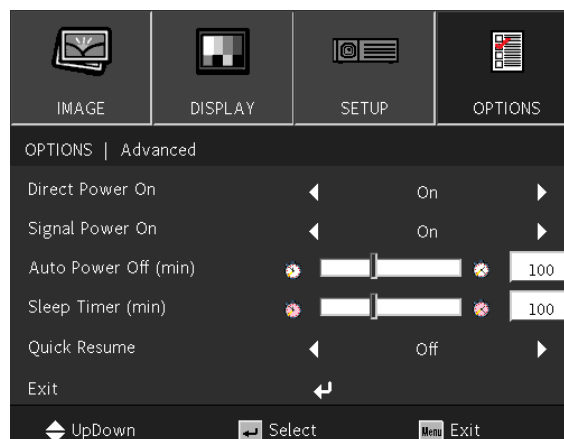 IMAGE DISPLAY SETUP OPTIONS
OPTIONS | Advanced
Direct Power On On
Signal Power On On
Auto Power Off (min) 100
Sleep Timer (min) 100
Quick Resume Off
Exit
UpDown Select Menu Exit